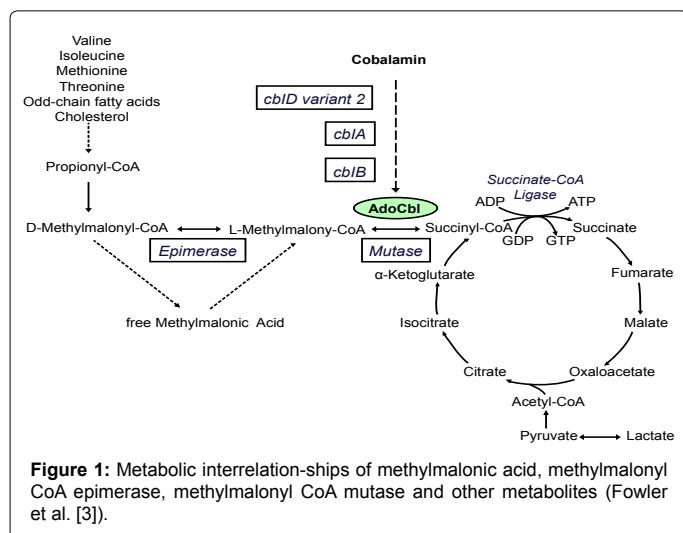 Valine
Isoleucine
Methionine
Threonine
Odd-chain fatty acids
Cholesterol
Cobalamin
cblD variant 2
cblA
cblB
Propionyl-CoA
AdoCbl
Succinate-CoA
Ligase
ADP ATP
D-Methylmalonyl-CoA L-Methylmalony-CoA Succinyl-CoA Succinate
GDP GTP
Epimerase Mutase
α-Ketoglutarate Fumarate
free Methylmalonic Acid Isocitrate Malate
Citrate Oxaloacetate
Acetyl-CoA
Pyruvate Lactate
Figure 1: Metabolic interrelation-ships of methylmalonic acid, methylmalonyl
CoA epimerase, methylmalonyl CoA mutase and other metabolites (Fowler
et al. [3]).